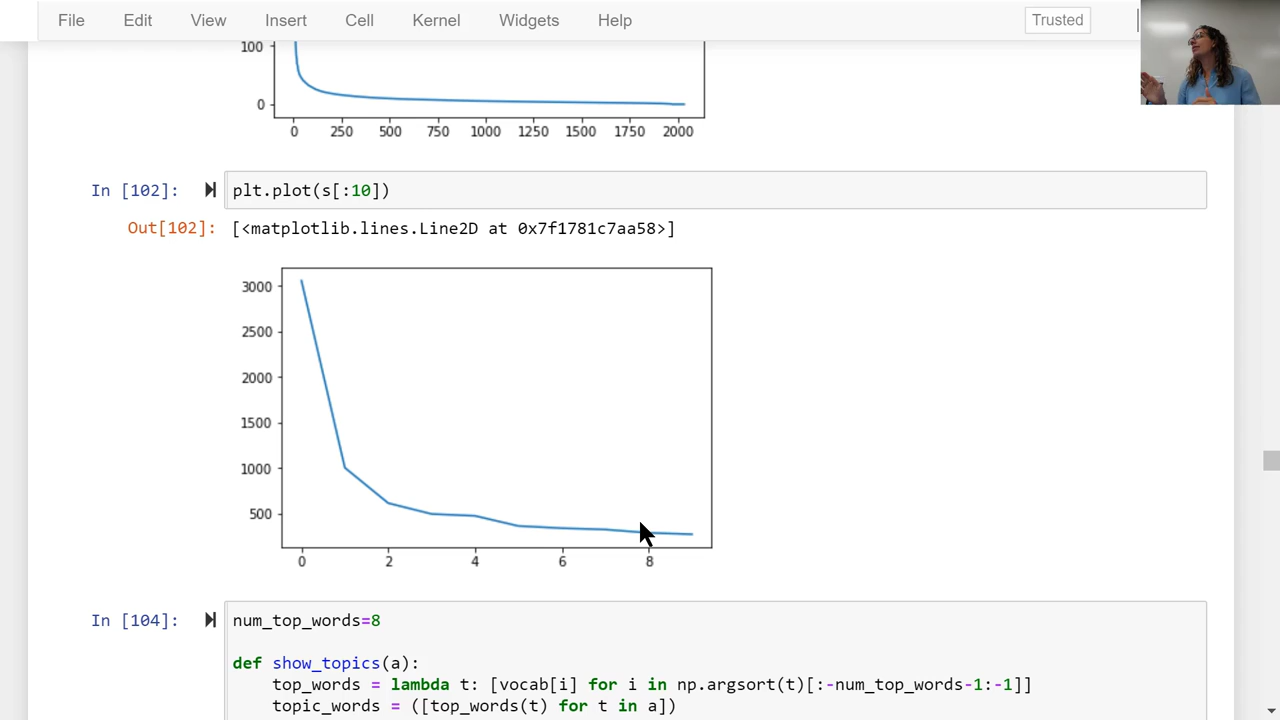 File Edit View Insert Cell Kernel Widgets Help Trusted
100
0
0 250 500 750 1000 1250 1500 1750 2000
In [102]: plt.plot(s[:10])
Out[102]: [<matplotlib.lines.Line2D at 0x7f1781c7aa58>]
3000
2500
2000
1500
1000
500
0 2 4 6 8
In [104]: num_top_words=8
def show_topics(a):
top_words = lambda t: [vocab[i] for i in np.argsort(t)[:-num_top_words-1:-1]]
topic_words = ([top_words(t) for t in a])